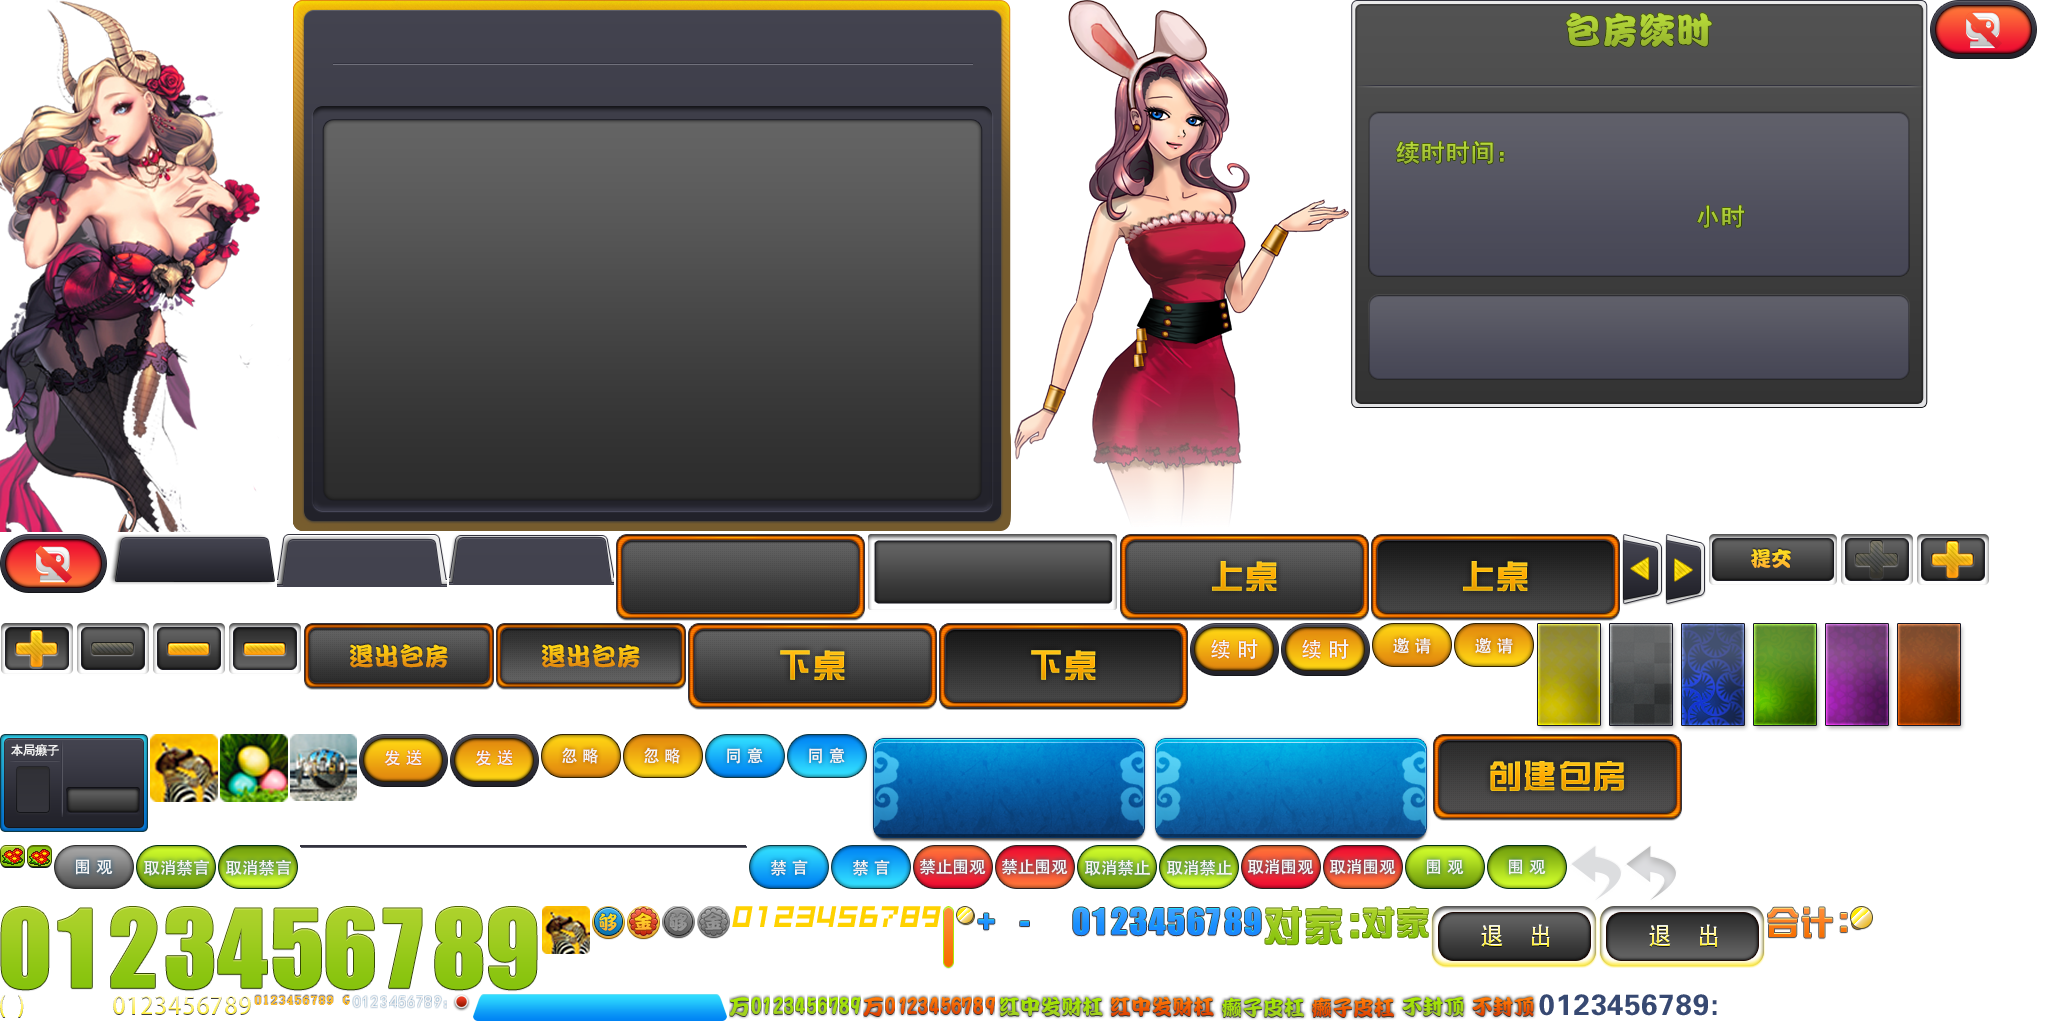 包房续时
续时时间：
小时
上桌
上桌
提交
退出包房
退出包房
下桌
下桌
续时
续时
邀请
邀请
本局癞子
发送
发送
忽略
忽略
同意
同意
创建包房
围观
取消禁言
取消禁言
禁言
禁言
禁止围观
禁止围观
取消禁止
取消禁止
取消围观
取消围观
围观
围观
0123456789
够
金
够
金
0123456789
+ -
0123456789
对家:对家
退出
退出
合计:
( )
0123456789
0123456789
0123456789:
万0123456789万0123456789
红中发财杠
红中发财杠
癞子皮杠
癞子皮杠
不封顶
不封顶
0123456789: